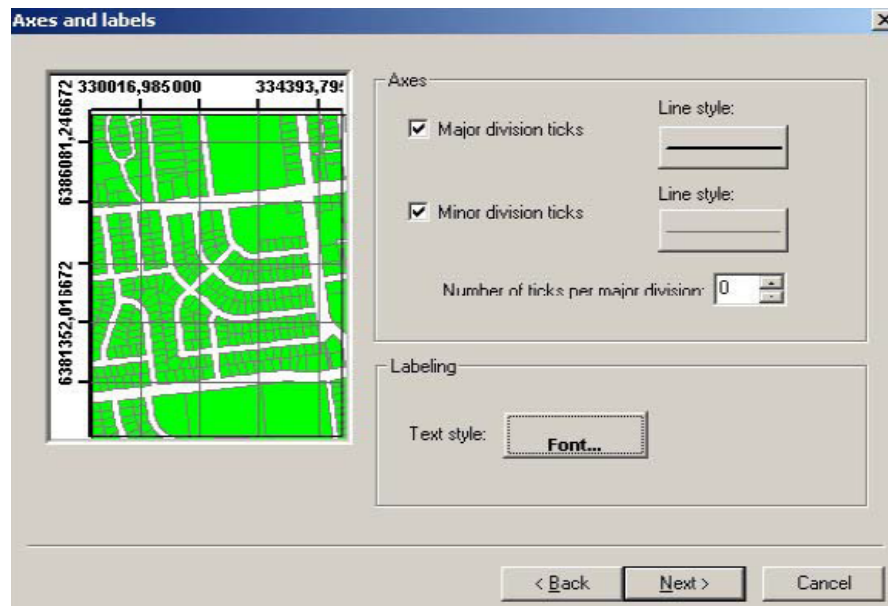 Axes and labels
330016,985000 334393,795
6386081,246672
6381352,016672
Axes
Major division ticks
Line style:
Minor division ticks
Line style:
Number of ticks per major division: 0
Labeling
Text style: Font...
< Back Next > Cancel